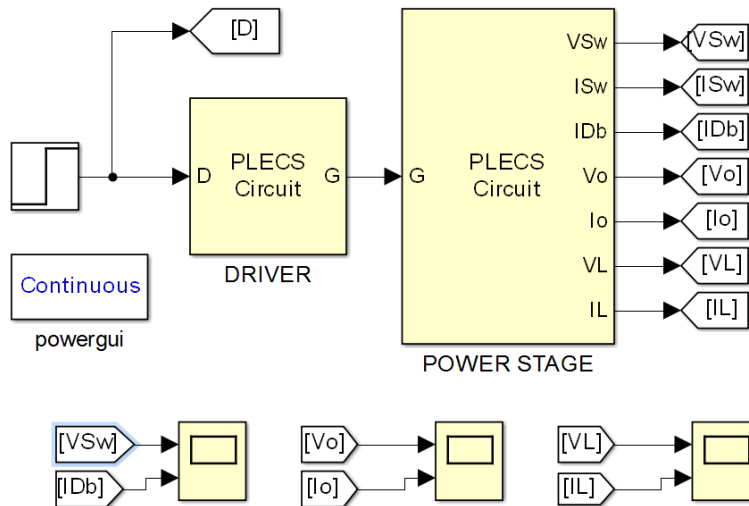 [D]
VSw
[VSw]
ISw
[ISw]
D
PLECS
Circuit
G
G
PLECS
Circuit
IDb
[IDb]
Vo
[Vo]
Io
[Io]
DRIVER
VL
[VL]
Continuous
IL
[IL]
powergui
POWER STAGE
[VSw]
[Vo]
[VL]
[IDb]
[Io]
[IL]